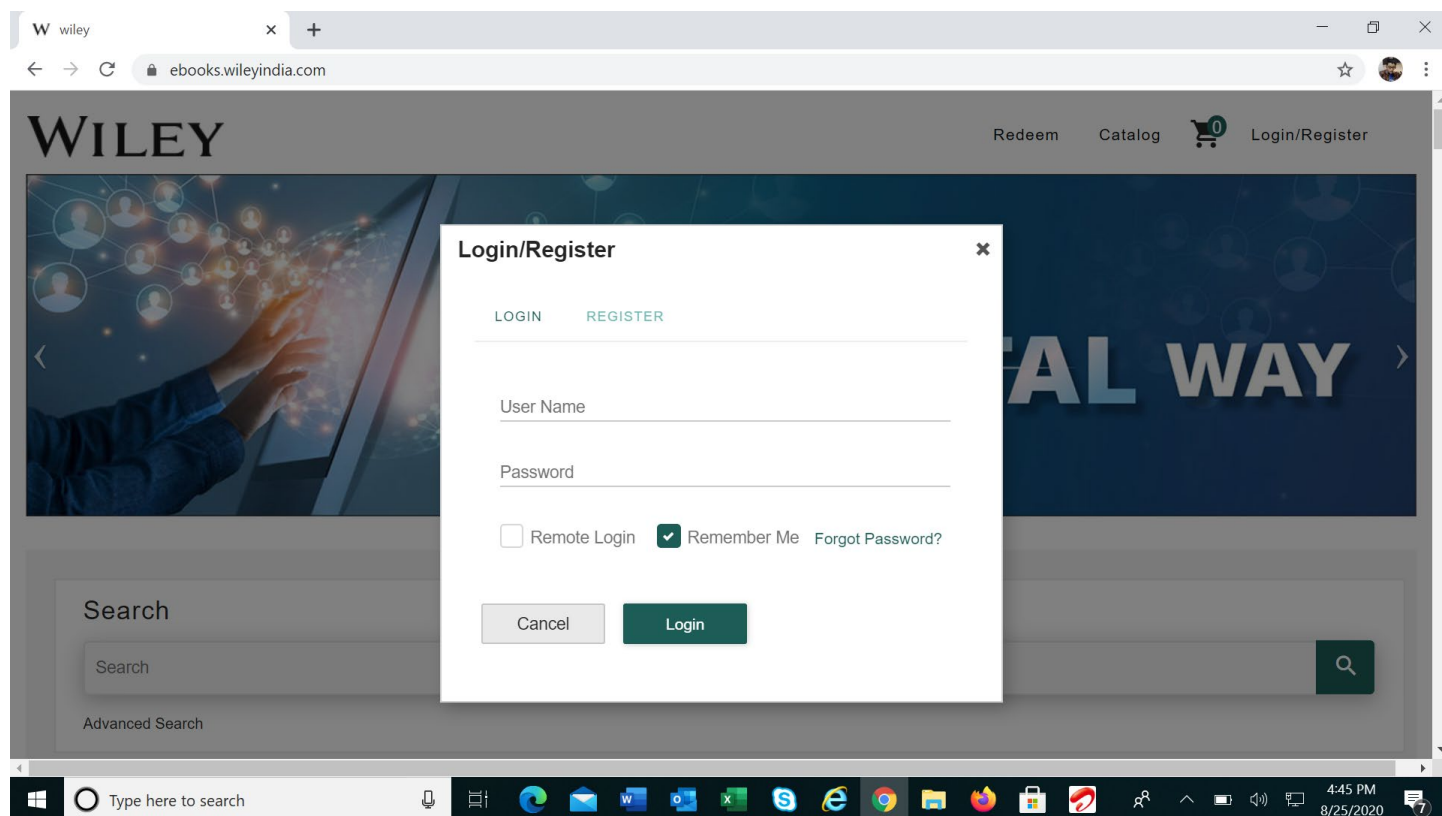 W wiley
ebooks.wileyindia.com
WILEY
Redeem Catalog 0 Login/Register
Login/Register
LOGIN REGISTER
TAL WAY
User Name
Password
Remote Login Remember Me Forgot Password?
Cancel Login
Search
Search
Advanced Search
Type here to search
4:45 PM
8/25/2020
7